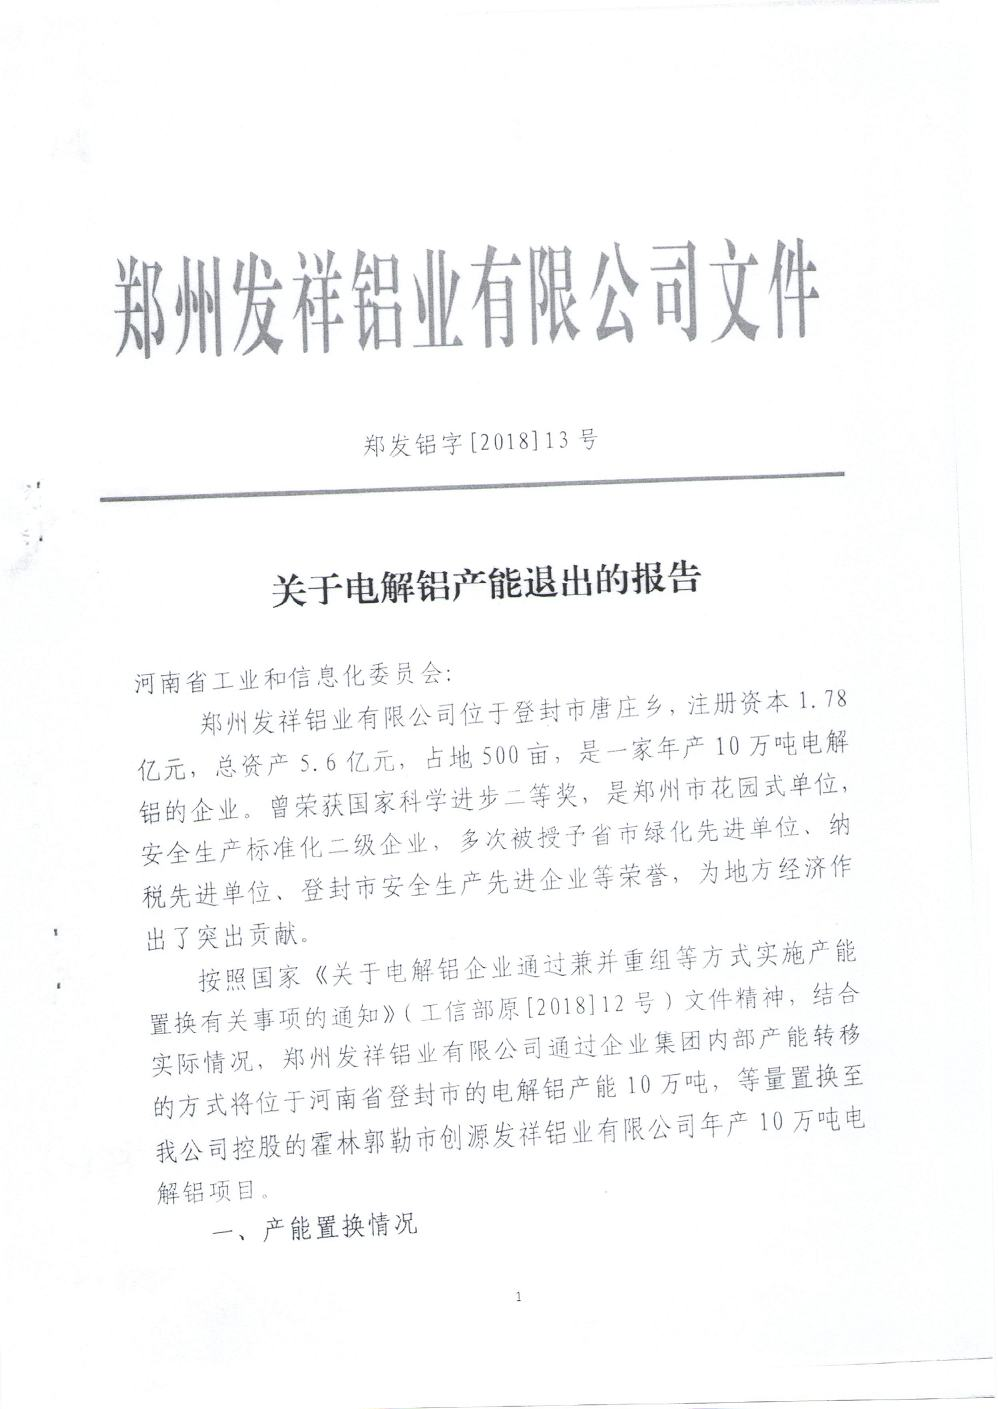 郑州发祥铝业有限公司文件
郑发铝字[2018]13号
关于电解铝产能退出的报告
河南省工业和信息化委员会：
郑州发祥铝业有限公司位于登封市唐庄乡，注册资本1.78
亿元，总资产5.6亿元，占地500亩，是一家年产10万吨电解
铝的企业。曾荣获国家科学进步二等奖，是郑州市花园式单位，
安全生产标准化二级企业，多次被授予省市绿化先进单位、纳
税先进单位、登封市安全生产先进企业等荣誉，为地方经济作
出了突出贡献。
按照国家《关于电解铝企业通过兼并重组等方式实施产能
置换有关事项的通知》（工信部原[2018]12号）文件精神，结合
实际情况，郑州发祥铝业有限公司通过企业集团内部产能转移
的方式将位于河南省登封市的电解铝产能10万吨，等量置换至
我公司控股的霍林郭勒市创源发祥铝业有限公司年产10万吨电
解铝项目。
一、产能置换情况
1